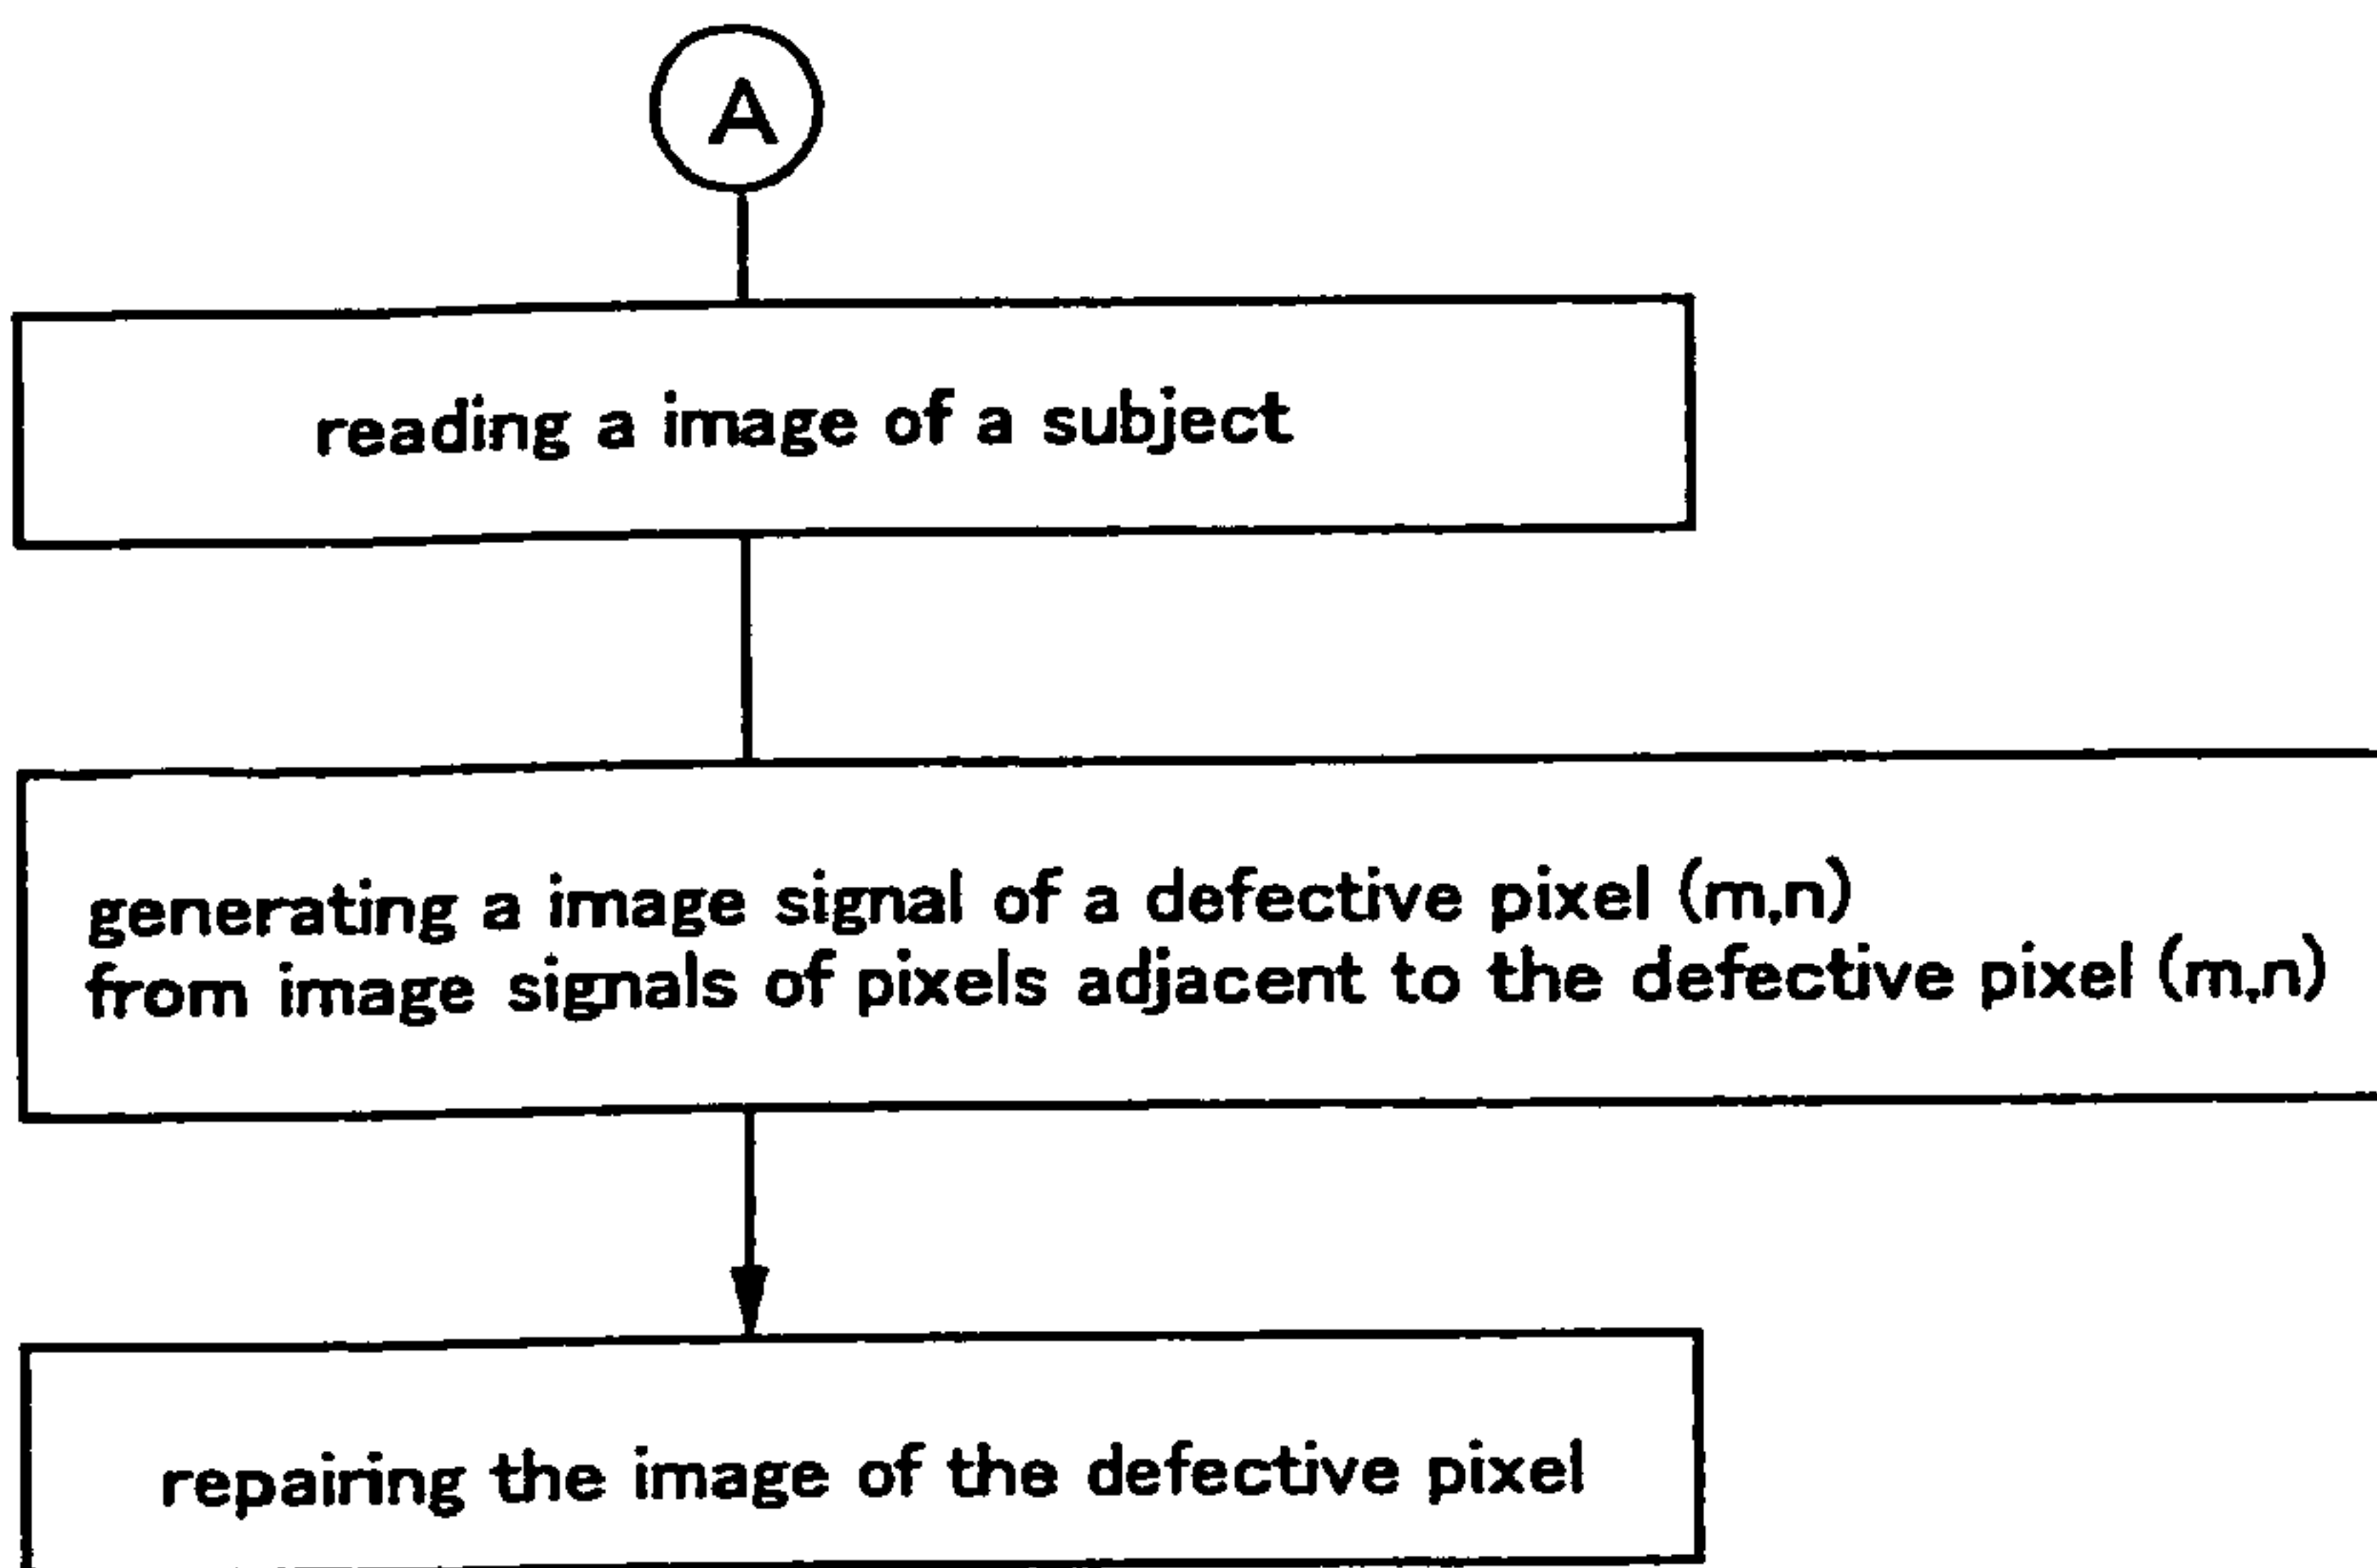 A
reading a image of a subject
generating a image signal of a defective pixel (m,n)
from image signals of pixels adjacent to the defective pixel (m,n)
repairing the image of the defective pixel